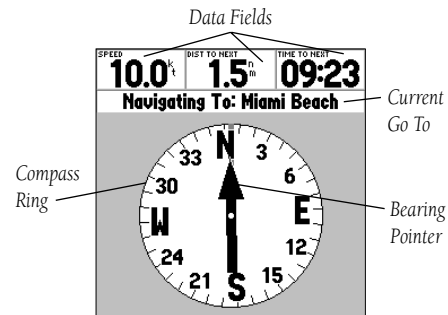 Data Fields
SPEED DIST TO NEXT TIME TO NEXT
10.0 kt 1.5 nm 09:23
Navigating To: Miami Beach
Current
Go To
N
33 3
30 6
W E
24 12
21 15
S
Compass
Ring
Bearing
Pointer